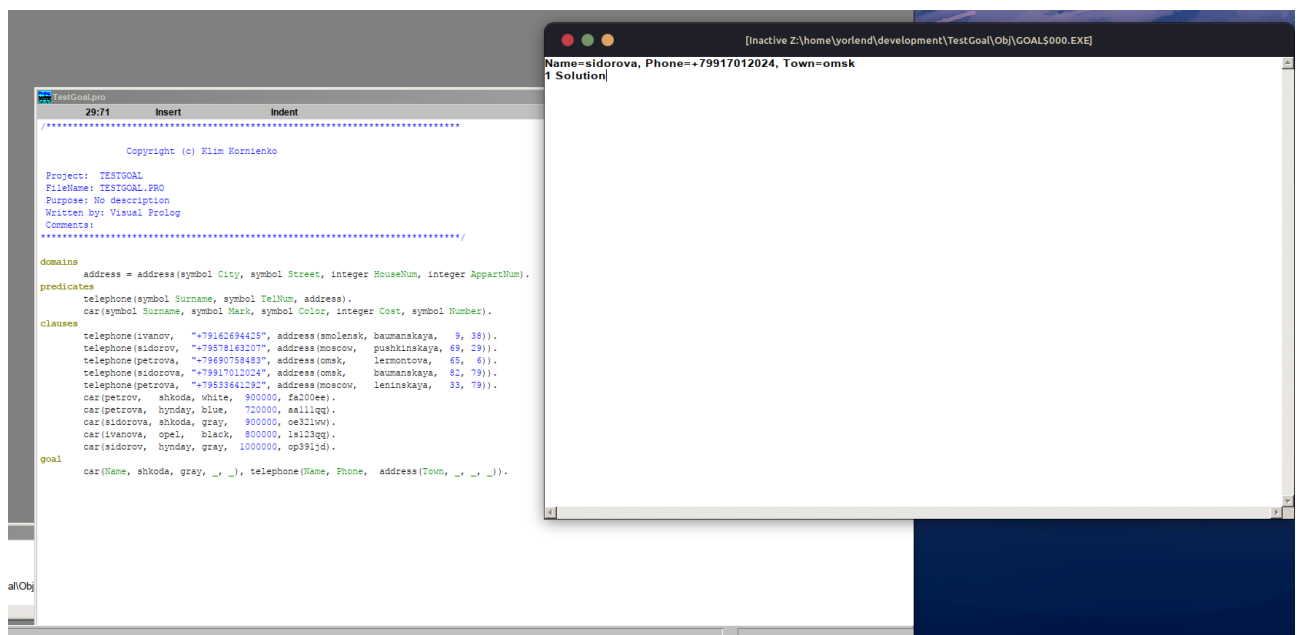 [Inactive Z:\home\yorlend\development\TestGoal\Obj\GOAL$000.EXE]
Name=sidorova, Phone=+79917012024, Town=omsk
1 Solution
TestGoal.pro
29:71 Insert Indent
/******************************************************************************
Copyright (c) Klim Kornienko
Project: TESTGOAL
FileName: TESTGOAL.PRO
Purpose: No description
Written by: Visual Prolog
Comments:
******************************************************************************/
domains
address = address(symbol City, symbol Street, integer HouseNum, integer AppartNum).
predicates
telephone(symbol Surname, symbol TelNum, address).
car(symbol Surname, symbol Mark, symbol Color, integer Cost, symbol Number).
clauses
telephone(ivanov, "+79162694425", address(smolensk, baumanskaya, 9, 38)).
telephone(sidorov, "+79578163207", address(moscow, pushkinskaya, 69, 29)).
telephone(petrova, "+79690758483", address(omsk, lermontova, 65, 6)).
telephone(sidorova, "+79917012024", address(omsk, baumanskaya, 82, 79)).
telephone(petrova, "+79533641292", address(moscow, leninskaya, 33, 79)).
car(petrov, shkoda, white, 900000, fa200ee).
car(petrova, hynday, blue, 720000, aa111qq).
car(sidorova, shkoda, gray, 900000, oe321ww).
car(ivanova, opel, black, 800000, ls123qq).
car(sidorov, hynday, gray, 1000000, op391jd).
goal
car(Name, shkoda, gray, _, _), telephone(Name, Phone, address(Town, _, _, _)).
al\Obj